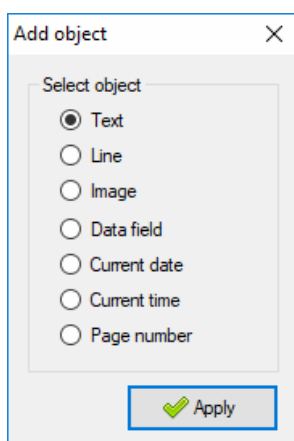 Add object
Select object
Text
Line
Image
Data field
Current date
Current time
Page number
Apply